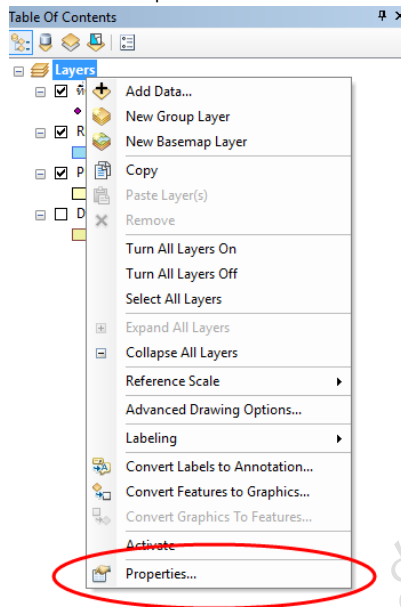 Table Of Contents
Layers
ที่
R
P
D
Add Data...
New Group Layer
New Basemap Layer
Copy
Paste Layer(s)
Remove
Turn All Layers On
Turn All Layers Off
Select All Layers
Expand All Layers
Collapse All Layers
Reference Scale
Advanced Drawing Options...
Labeling
Convert Labels to Annotation...
Convert Features to Graphics...
Convert Graphics To Features...
Activate
Properties...